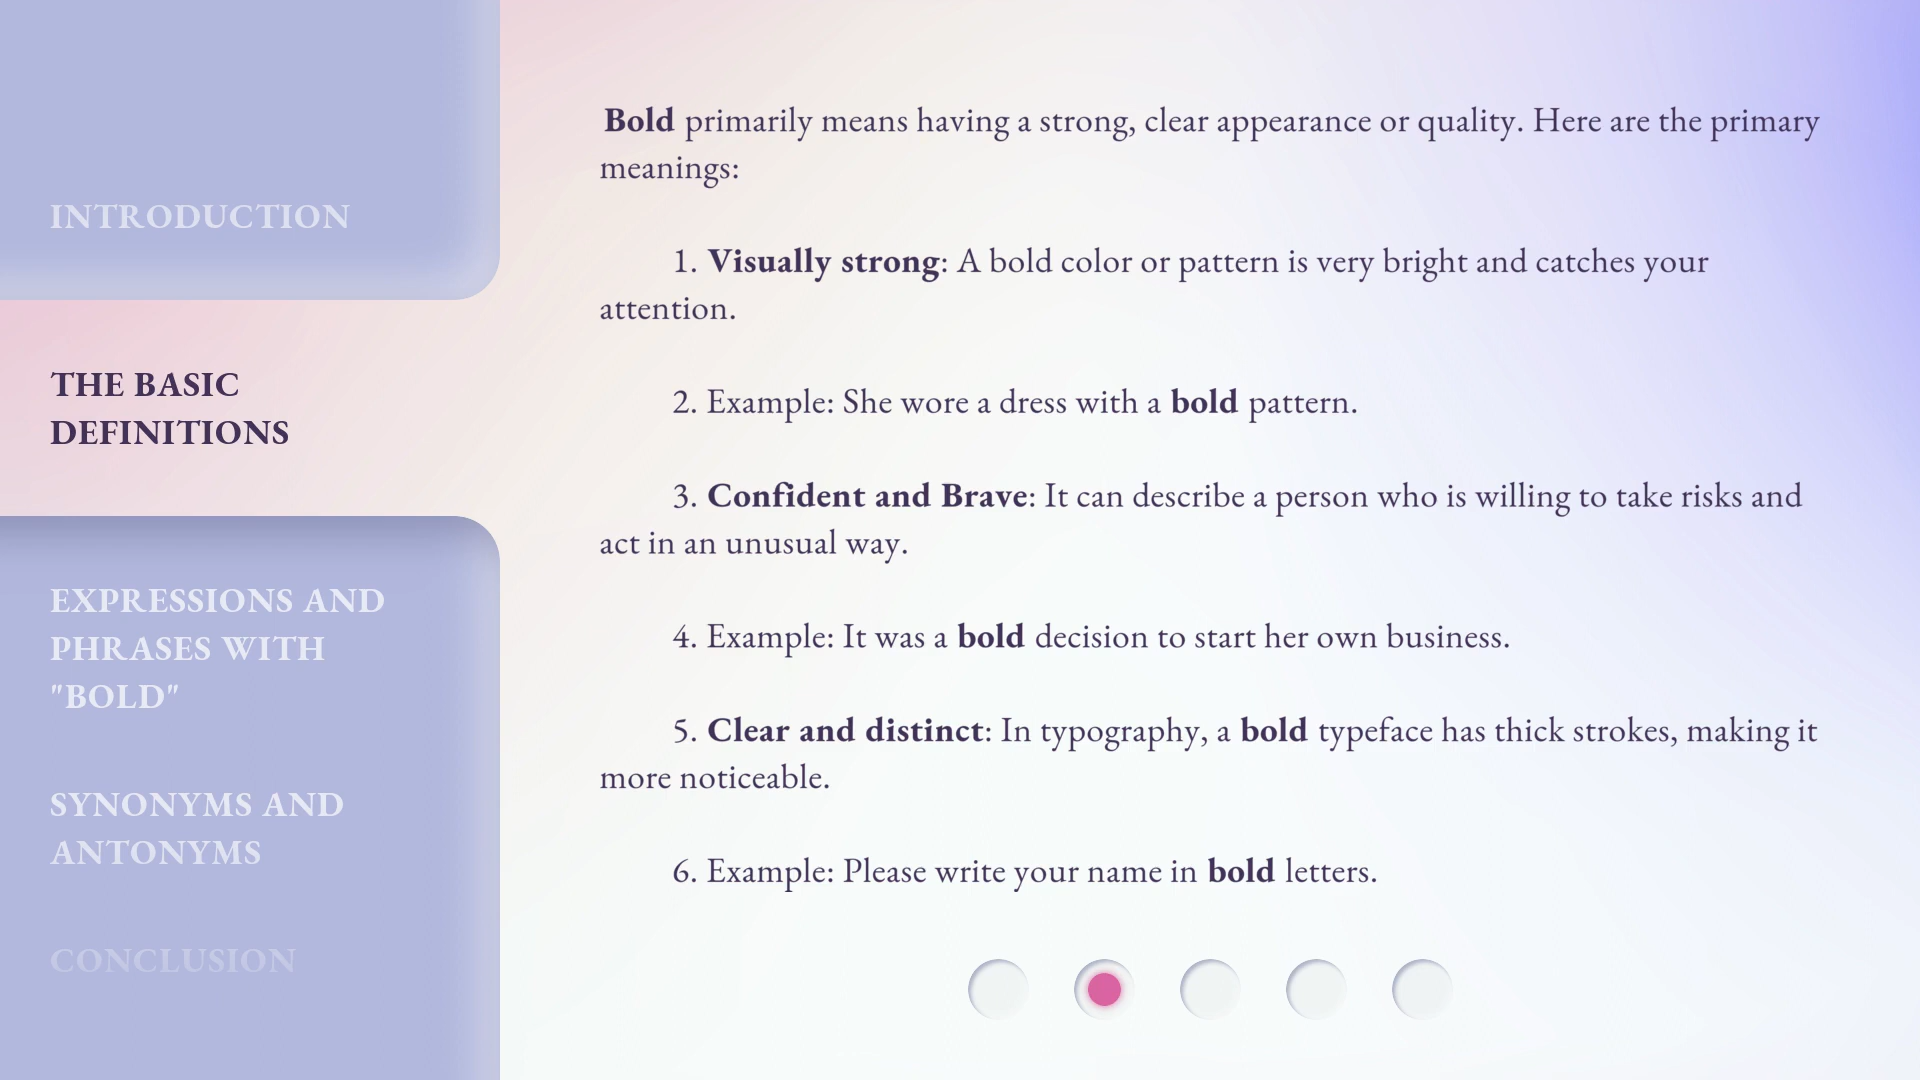 INTRODUCTION
THE BASIC
DEFINITIONS
EXPRESSIONS AND
PHRASES WITH
"BOLD"
SYNONYMS AND
ANTONYMS
CONCLUSION
Bold primarily means having a strong, clear appearance or quality. Here are the primary
meanings:
1. Visually strong: A bold color or pattern is very bright and catches your
attention.
2. Example: She wore a dress with a bold pattern.
3. Confident and Brave: It can describe a person who is willing to take risks and
act in an unusual way.
4. Example: It was a bold decision to start her own business.
5. Clear and distinct: In typography, a bold typeface has thick strokes, making it
more noticeable.
6. Example: Please write your name in bold letters.